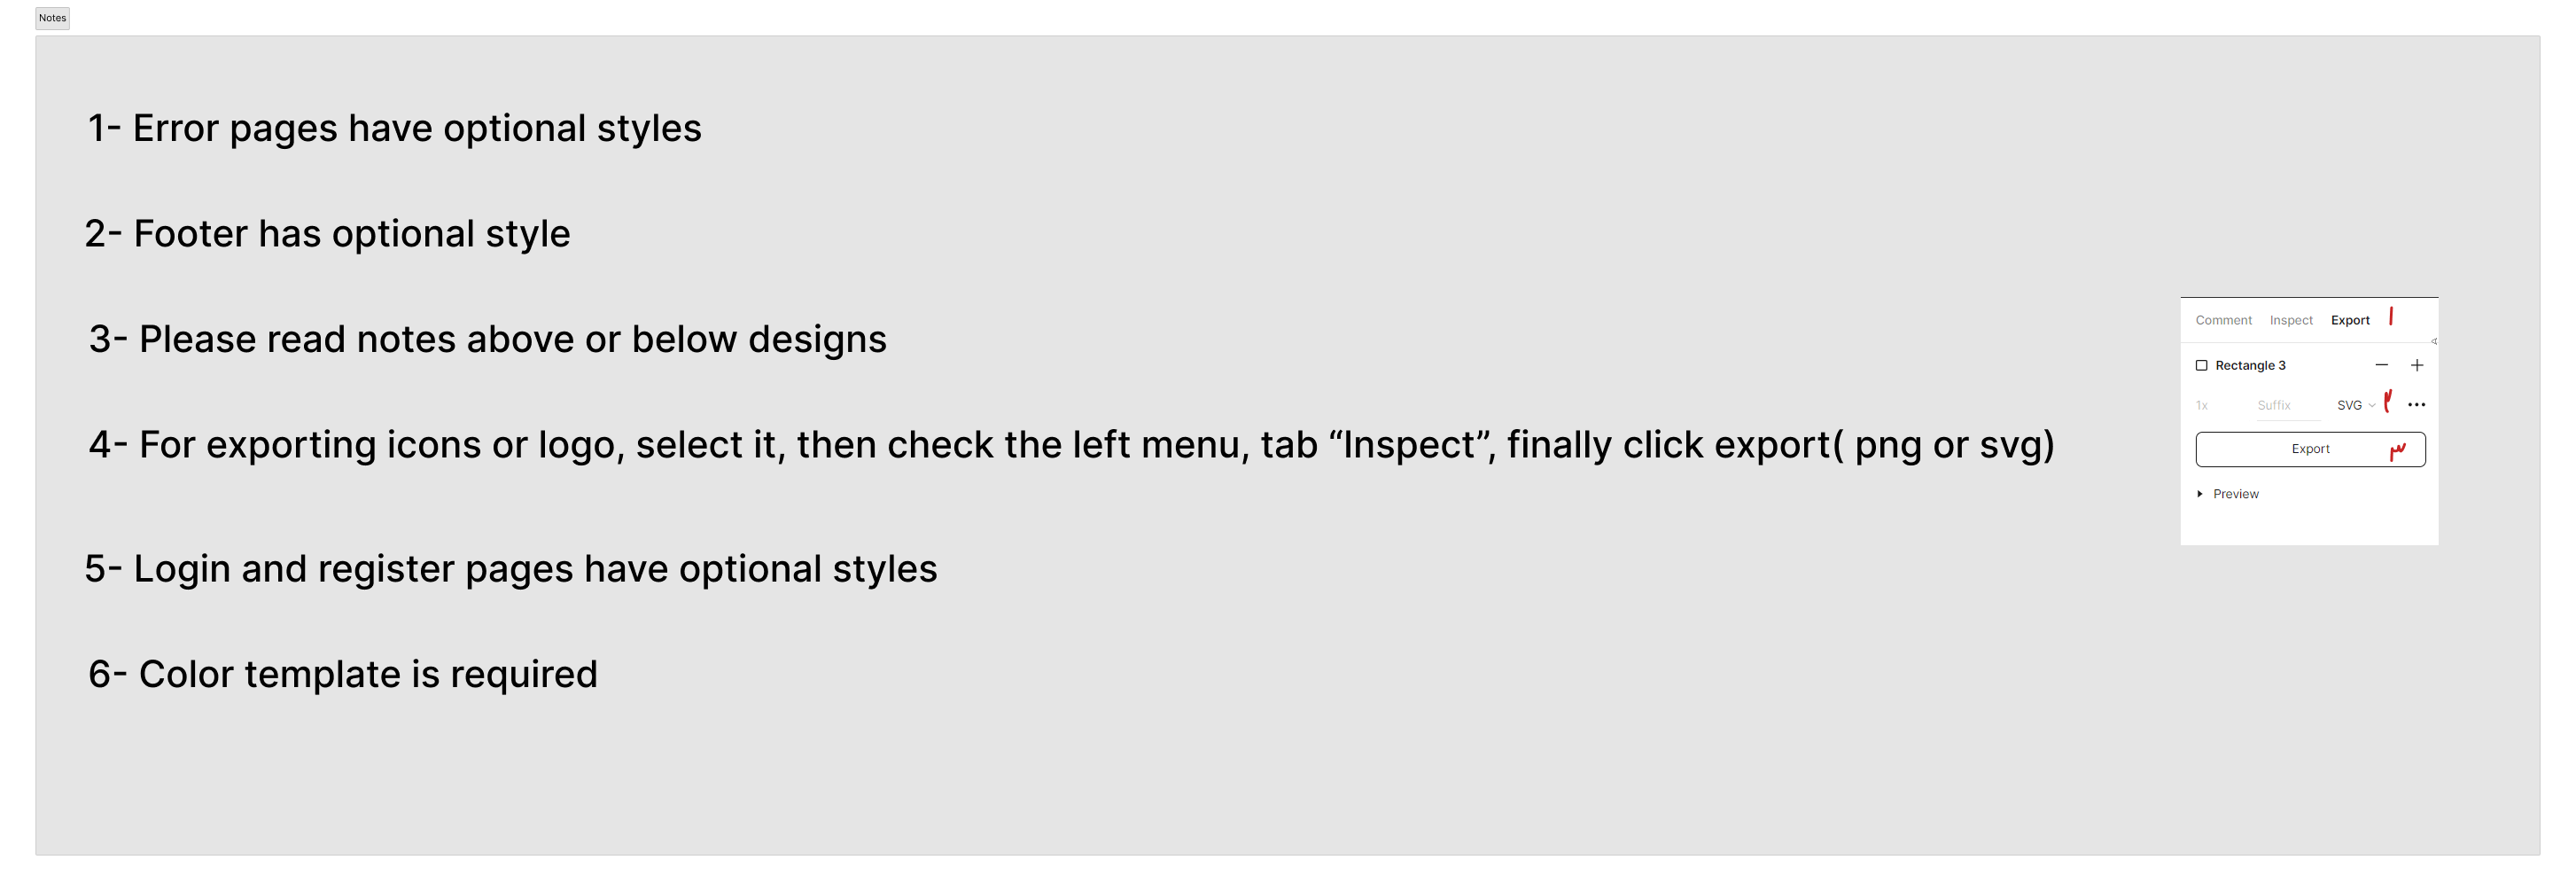 Notes
1- Error pages have optional styles
2- Footer has optional style
3- Please read notes above or below designs
4- For exporting icons or logo, select it, then check the left menu, tab “Inspect”, finally click export( png or svg)
5- Login and register pages have optional styles
6- Color template is required
Comment Inspect Export ۱
Rectangle 3
1x Suffix SVG ۲
Export ۳
Preview